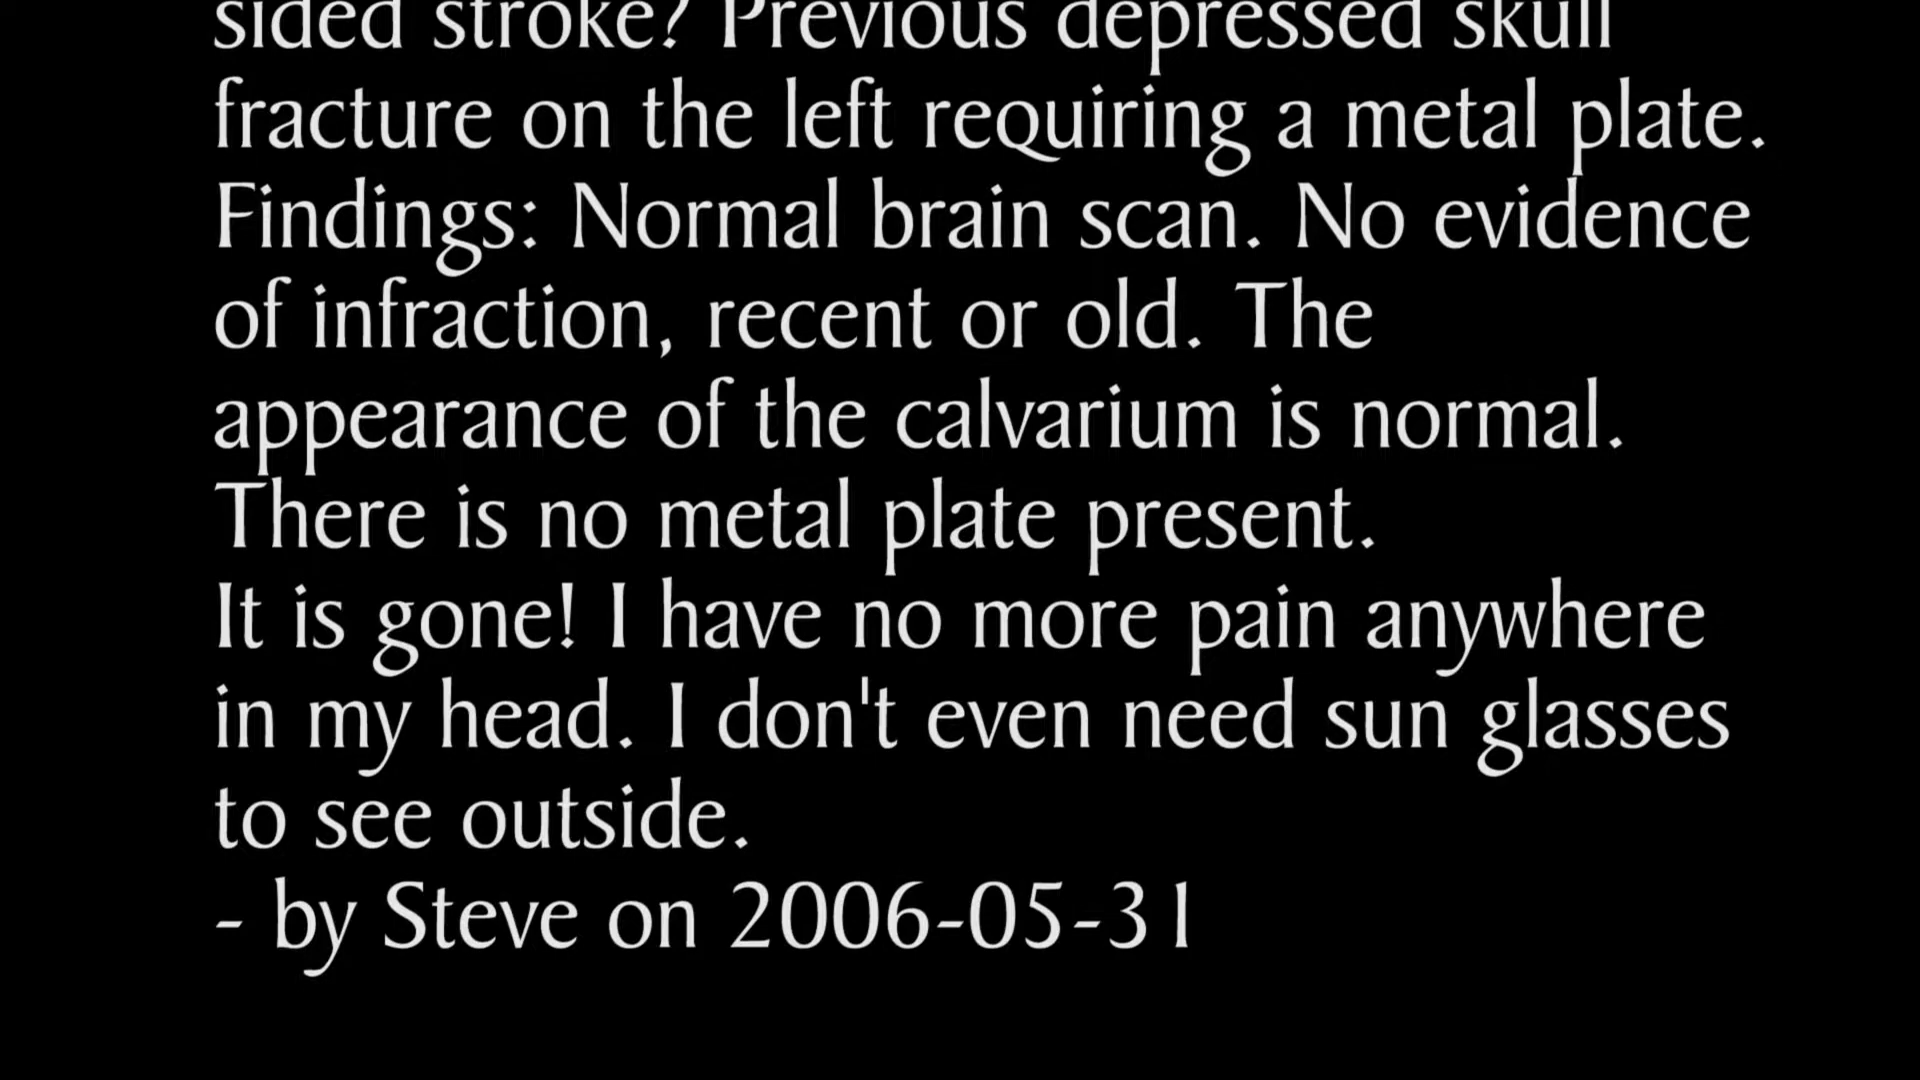 sided stroke? Previous depressed skull
fracture on the left requiring a metal plate.
Findings: Normal brain scan. No evidence
of infraction, recent or old. The
appearance of the calvarium is normal.
There is no metal plate present.
It is gone! I have no more pain anywhere
in my head. I don't even need sun glasses
to see outside.
- by Steve on 2006-05-31